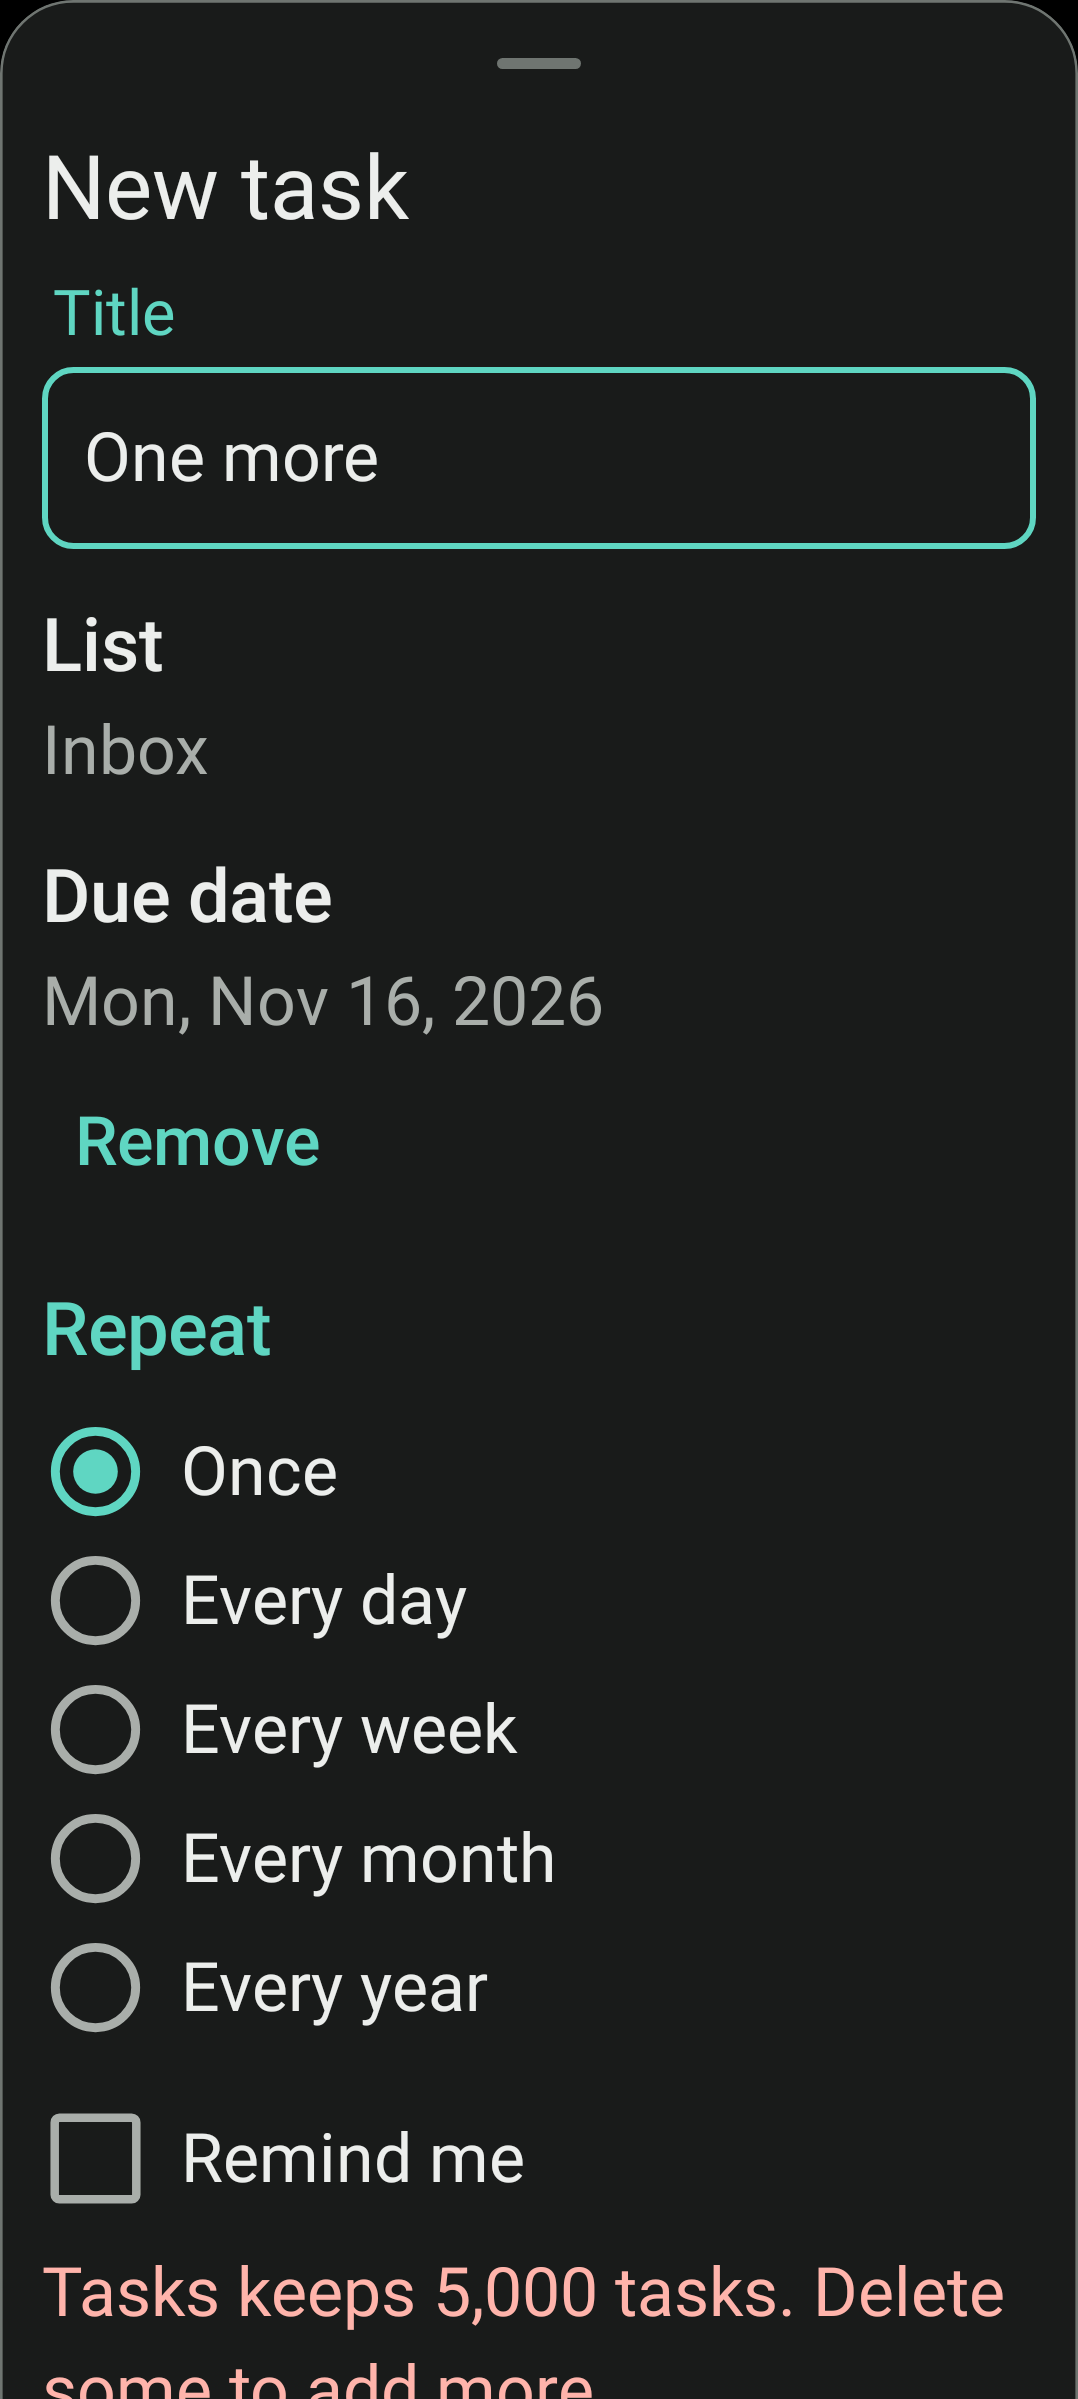 New task
Title
One more
List
Inbox
Due date
Mon, Nov 16, 2026
Remove
Repeat
Once
Every day
Every week
Every month
Every year
Remind me
Tasks keeps 5,000 tasks. Delete
some to add more